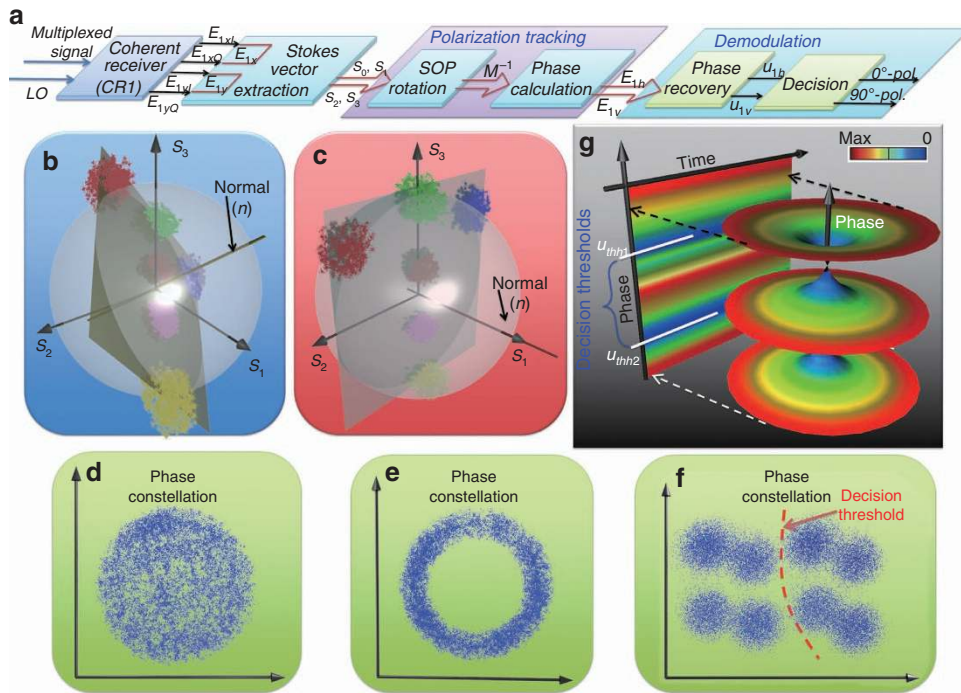 a
Multiplexed signal
LO
Coherent receiver (CR1)
E1xI
E1xQ
E1yI
E1yQ
E1x
E1y
Stokes vector extraction
S0, S1
S2, S3
Polarization tracking
SOP rotation
M−1
Phase calculation
E1h
E1v
Demodulation
Phase recovery
u1h
u1v
Decision
0°-pol.
90°-pol.
b
S3
Normal (n)
S2
S1
c
S3
Normal (n)
S2
S1
g
Max
0
Time
Phase
uthh1
Decision thresholds
Phase
uthh2
d
Phase constellation
e
Phase constellation
f
Phase constellation
Decision threshold